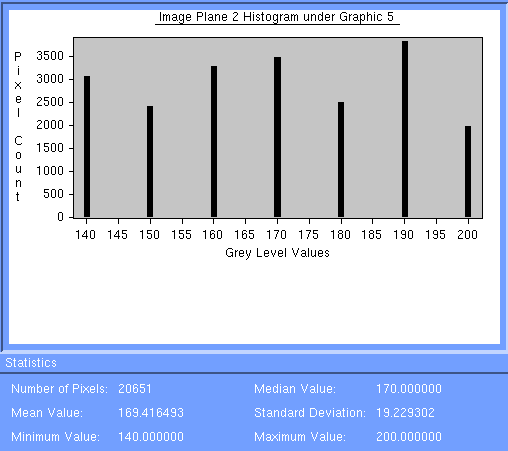 Image Plane 2 Histogram under Graphic 5
Pixel Count
3500
3000
2500
2000
1500
1000
500
0
140 145 150 155 160 165 170 175 180 185 190 195 200
Grey Level Values
Statistics
Number of Pixels: 20651 Median Value: 170.000000
Mean Value: 169.416493 Standard Deviation: 19.229302
Minimum Value: 140.000000 Maximum Value: 200.000000